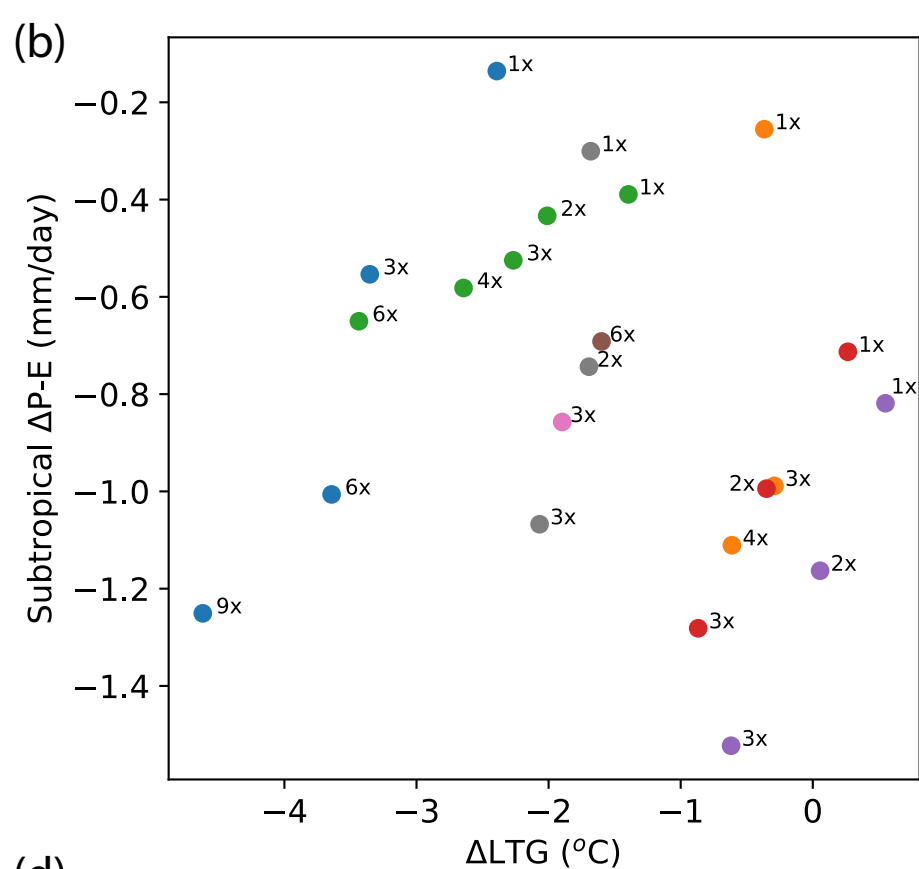 (b)
1x
−0.2
1x
1x
1x
−0.4
2x
3x
3x
4x
−0.6
6x
6x
1x
2x
−0.8
1x
3x
−1.0
6x
2x
3x
3x
4x
−1.2
2x
9x
3x
−1.4
3x
Subtropical ΔP-E (mm/day)
−4 −3 −2 −1 0
ΔLTG (°C)